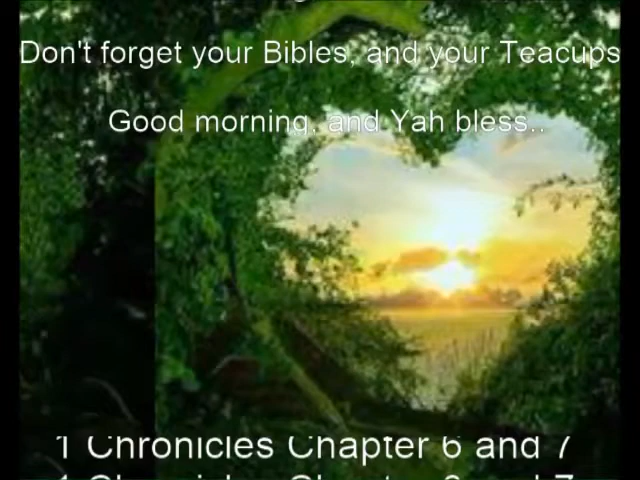 Don't forget your Bibles, and your Teacups
Good morning, and Yah bless..
1 Chronicles Chapter 6 and 7